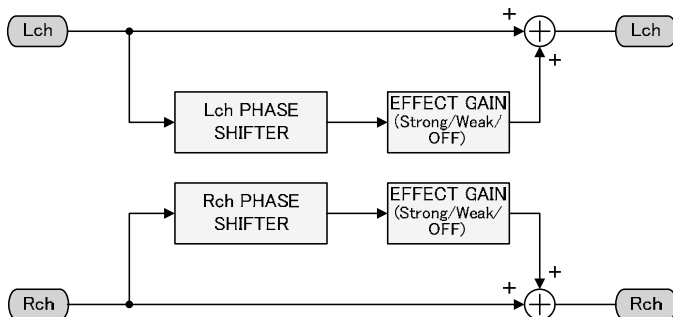 Lch
+
Lch
+
Lch PHASE
SHIFTER
EFFECT GAIN
(Strong/Weak/
OFF)
Rch PHASE
SHIFTER
EFFECT GAIN
(Strong/Weak/
OFF)
+
Rch
+
Rch